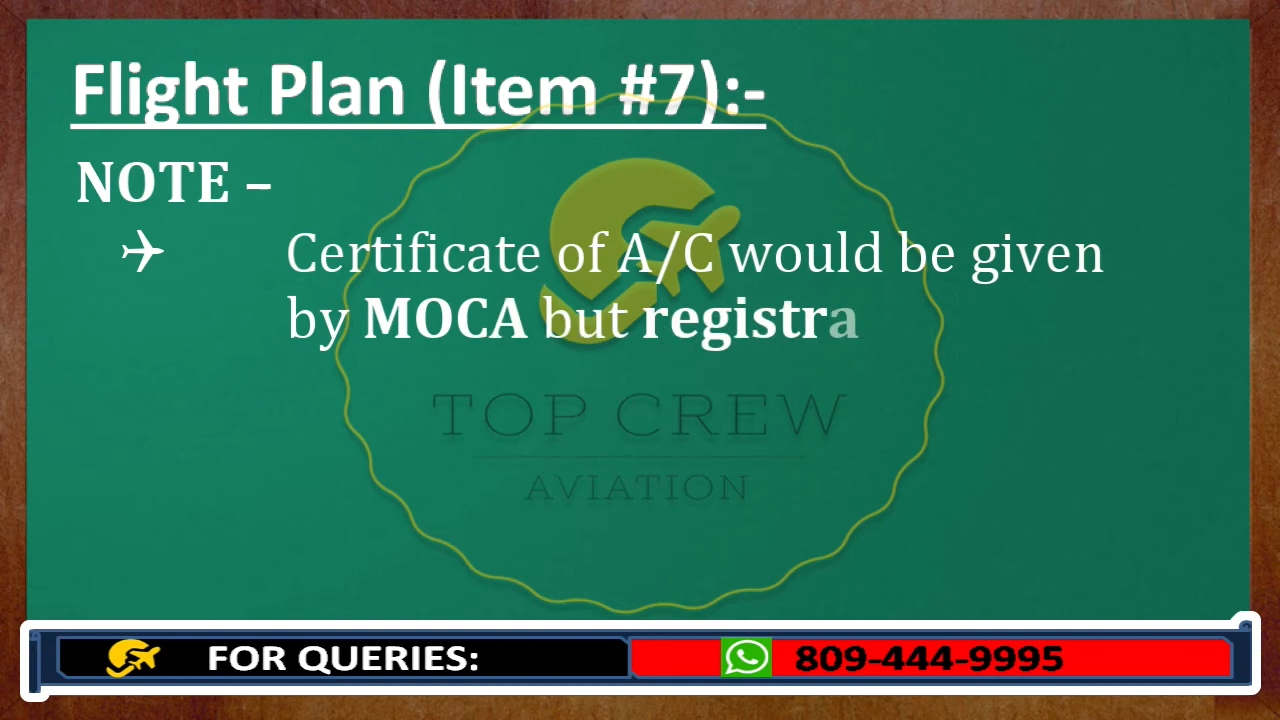 Flight Plan (Item #7):-
NOTE –
Certificate of A/C would be given
by MOCA but registra
TOP CREW
AVIATION
FOR QUERIES: 809-444-9995